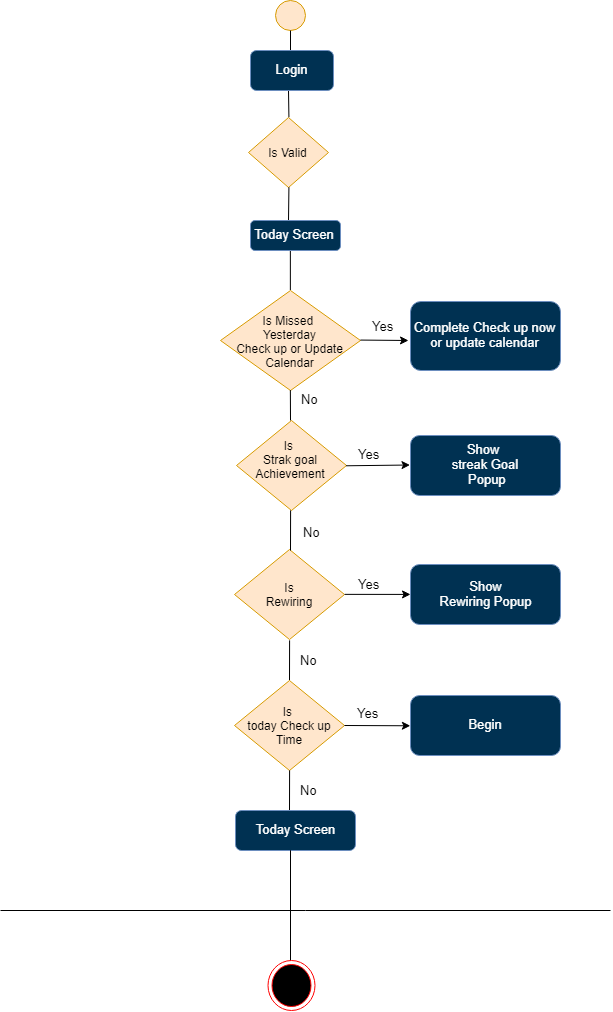 Login
Is Valid
Today Screen
Is Missed
Yesterday
Check up or Update
Calendar
Yes
Complete Check up now
or update calendar
No
Is
Strak goal
Achievement
Yes
Show
streak Goal
Popup
No
Is
Rewiring
Yes
Show
Rewiring Popup
No
Is
today Check up
Time
Yes
Begin
No
Today Screen